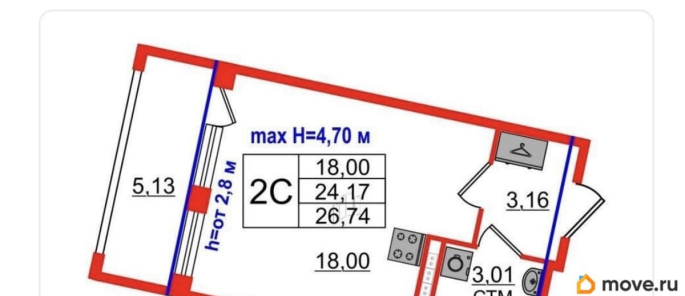 max H=4,70 м
5,13
h=от 2,8 м
2С
18,00
24,17
26,74
3,16
18,00
3,01
СТМ
move.ru